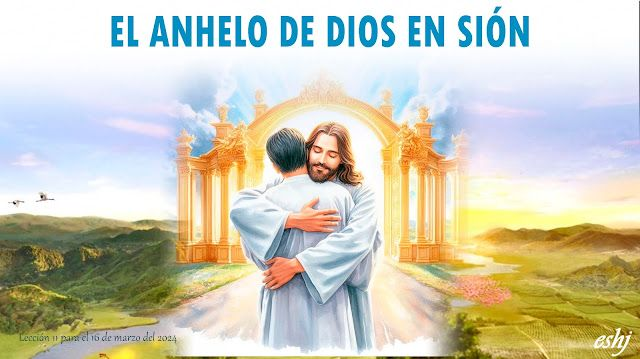 EL ANHELO DE DIOS EN SIÓN
Lección 11 para el 16 de marzo del 2024
eshj